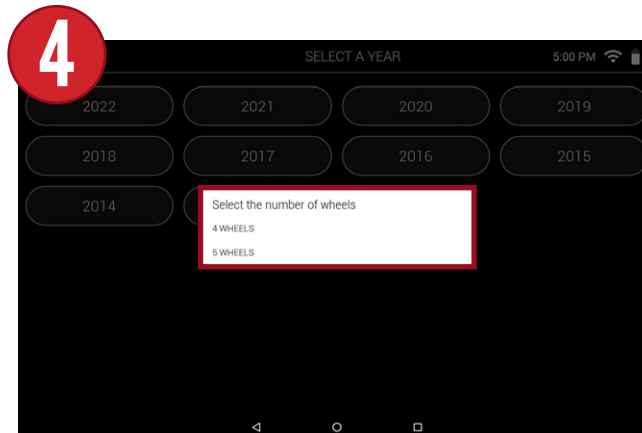 4
SELECT A YEAR 5:00 PM
2022 2021 2020 2019
2018 2017 2016 2015
2014
Select the number of wheels
4 WHEELS
5 WHEELS